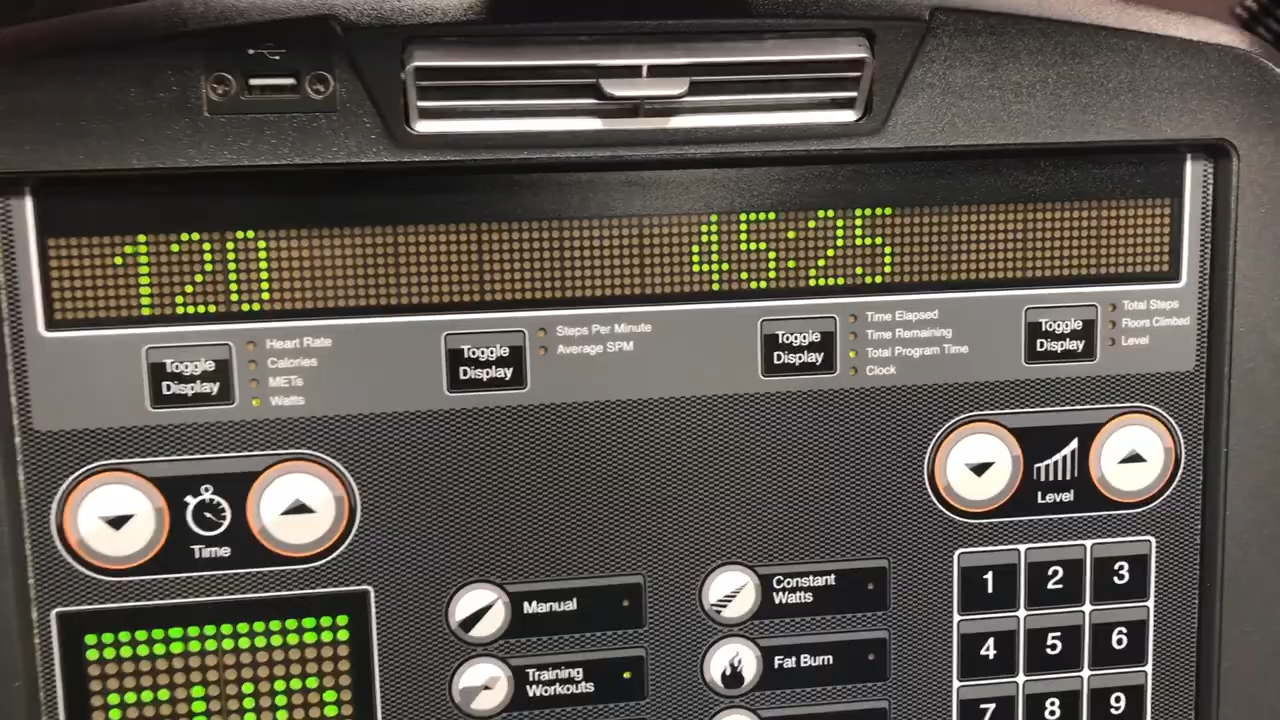 120 45:25
Toggle Display
Heart Rate
Calories
METs
Watts
Toggle Display
Steps Per Minute
Average SPM
Toggle Display
Time Elapsed
Time Remaining
Total Program Time
Clock
Toggle Display
Total Steps
Floors Climbed
Level
Time
Level
Manual
Training
Workouts
Constant
Watts
Fat Burn
1 2 3
4 5 6
7 8 9